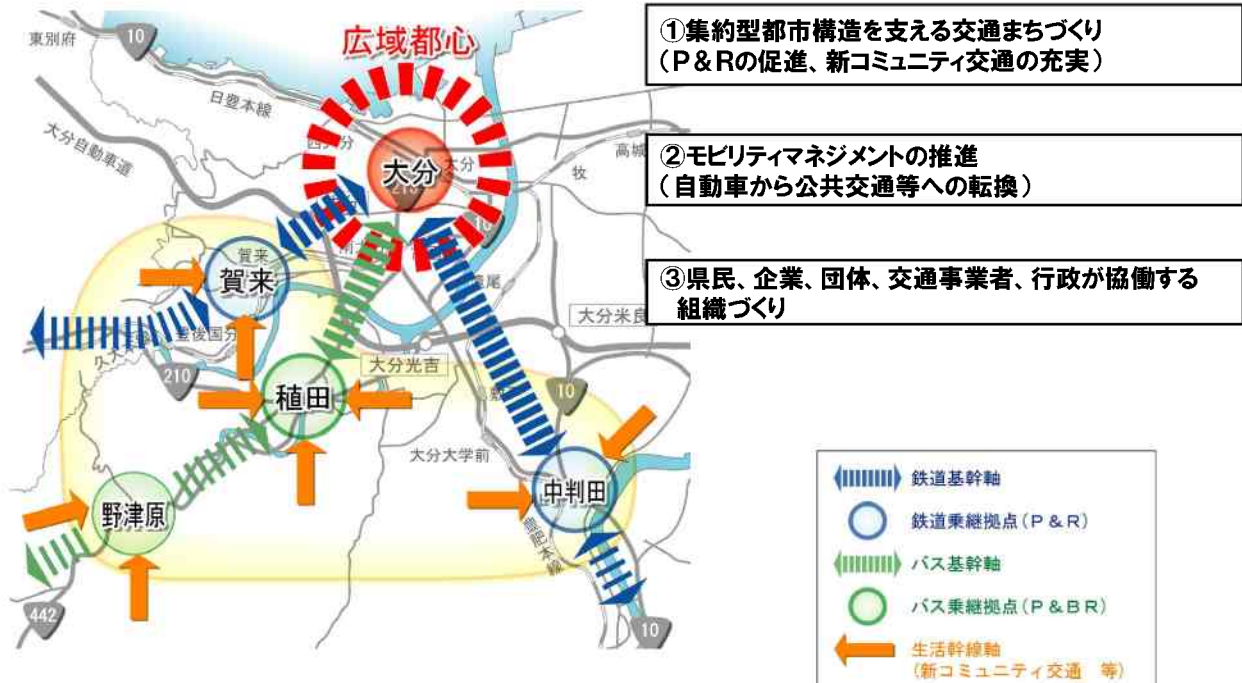 東別府
10
広域都心
日豊本線
大分自動車道
大分
大分
高城
牧
10
賀来
賀来
滝尾
大分米良
豊後国分
210
大分光吉
稙田
10
大分大学前
中判田
野津原
442
10
①集約型都市構造を支える交通まちづくり
(P&Rの促進、新コミュニティ交通の充実)
②モビリティマネジメントの推進
(自動車から公共交通等への転換)
③県民、企業、団体、交通事業者、行政が協働する
組織づくり
鉄道基幹軸
鉄道乗継拠点(P&R)
バス基幹軸
バス乗継拠点(P&BR)
生活幹線軸
(新コミュニティ交通 等)